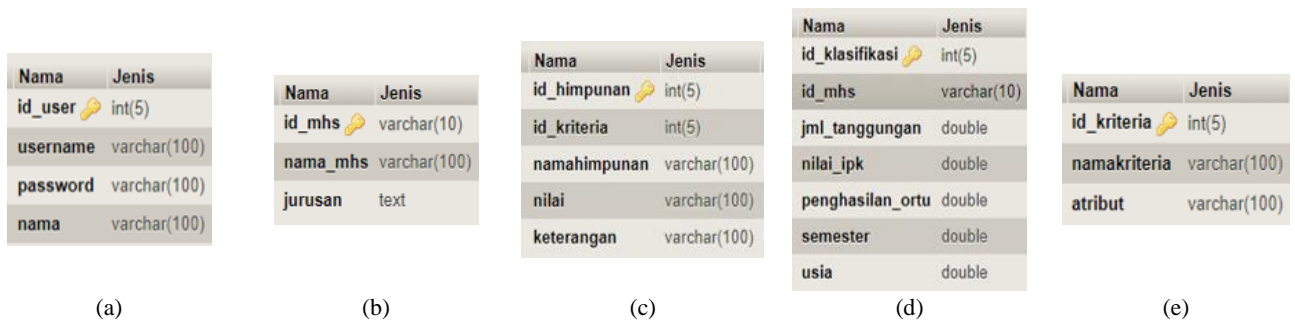 Nama Jenis
id_user int(5)
username varchar(100)
password varchar(100)
nama varchar(100)
(a)
Nama Jenis
id_mhs varchar(10)
nama_mhs varchar(100)
jurusan text
(b)
Nama Jenis
id_himpunan int(5)
id_kriteria int(5)
namahimpunan varchar(100)
nilai varchar(100)
keterangan varchar(100)
(c)
Nama Jenis
id_klasifikasi int(5)
id_mhs varchar(10)
jml_tanggungan double
nilai_ipk double
penghasilan_ortu double
semester double
usia double
(d)
Nama Jenis
id_kriteria int(5)
namakriteria varchar(100)
atribut varchar(100)
(e)